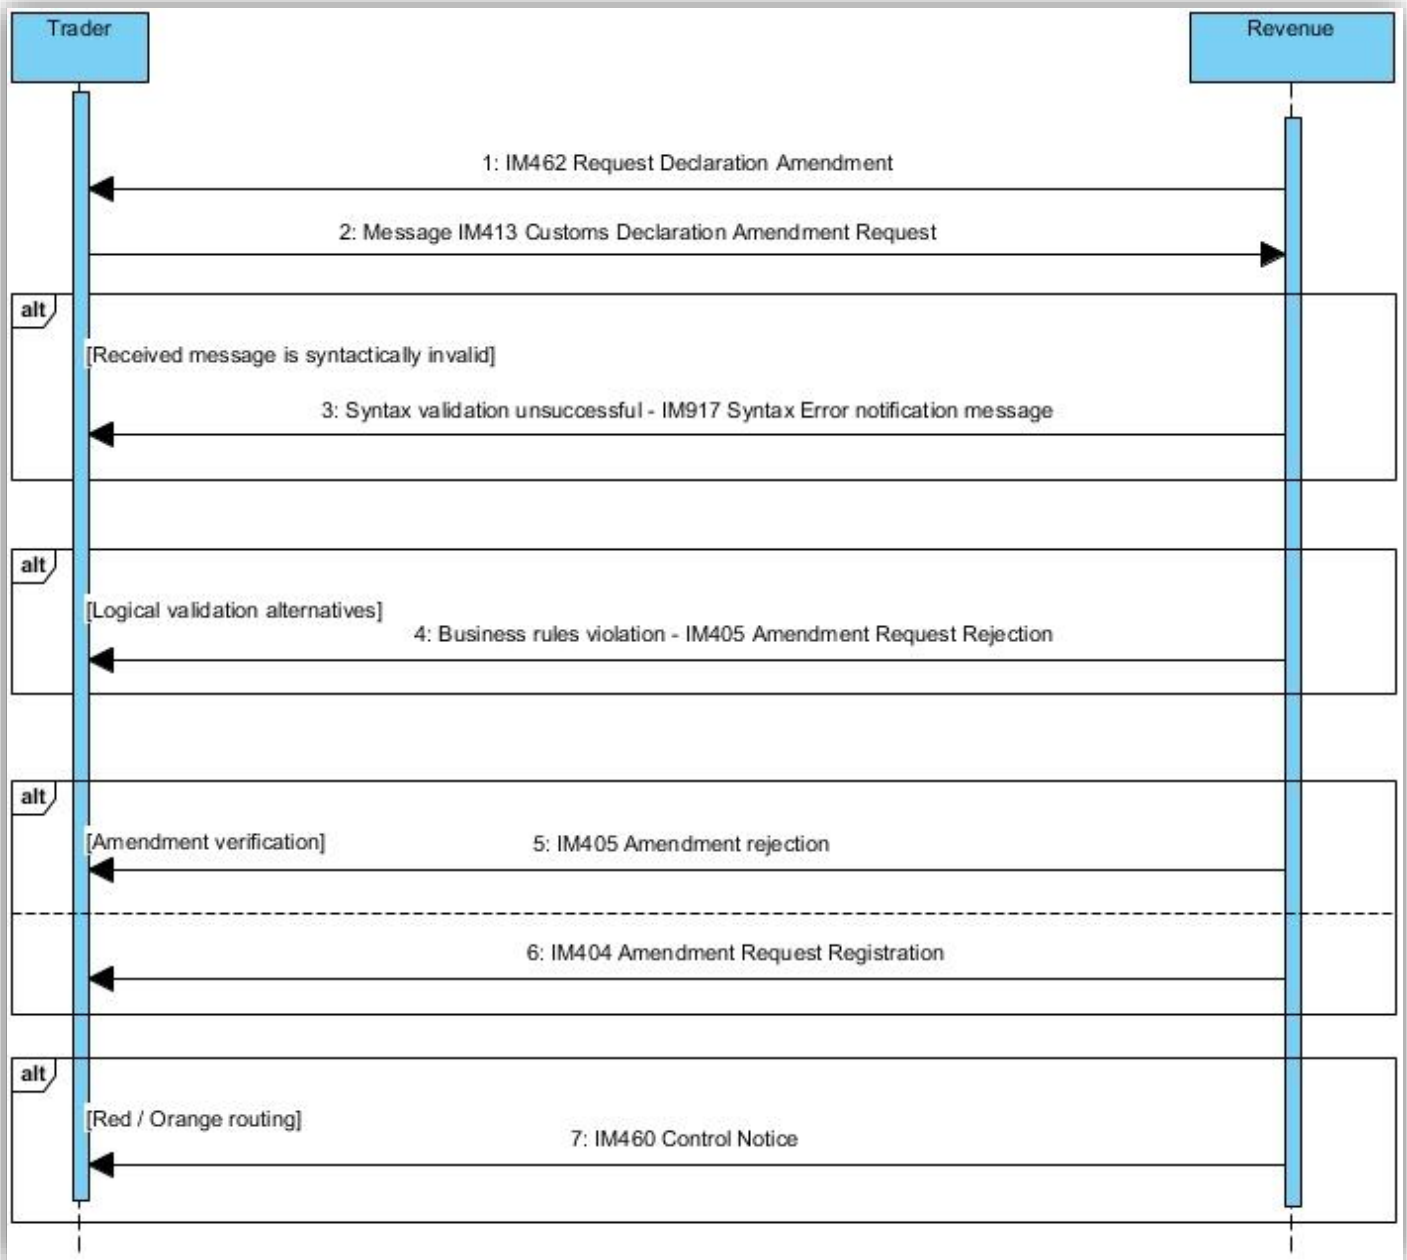 Trader
Revenue
1: IM462 Request Declaration Amendment
2: Message IM413 Customs Declaration Amendment Request
alt
[Received message is syntactically invalid]
3: Syntax validation unsuccessful - IM917 Syntax Error notification message
alt
[Logical validation alternatives]
4: Business rules violation - IM405 Amendment Request Rejection
alt
[Amendment verification]
5: IM405 Amendment rejection
6: IM404 Amendment Request Registration
alt
[Red / Orange routing]
7: IM460 Control Notice